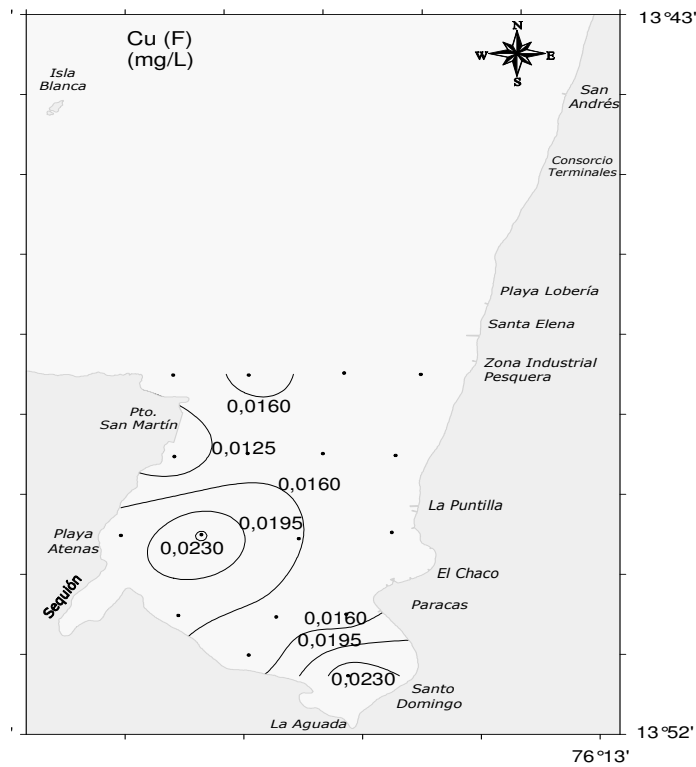 '
13°43'
Cu (F)
(mg/L)
N
W
E
S
Isla
Blanca
San
Andrés
Consorcio
Terminales
Playa Lobería
Santa Elena
Zona Industrial
Pesquera
0,0160
Pto.
San Martín
0,0125
0,0160
La Puntilla
0,0195
Playa
Atenas
0,0230
El Chaco
Sequión
Paracas
0,0160
0,0195
0,0230
Santo
Domingo
La Aguada
'
13°52'
76°13'